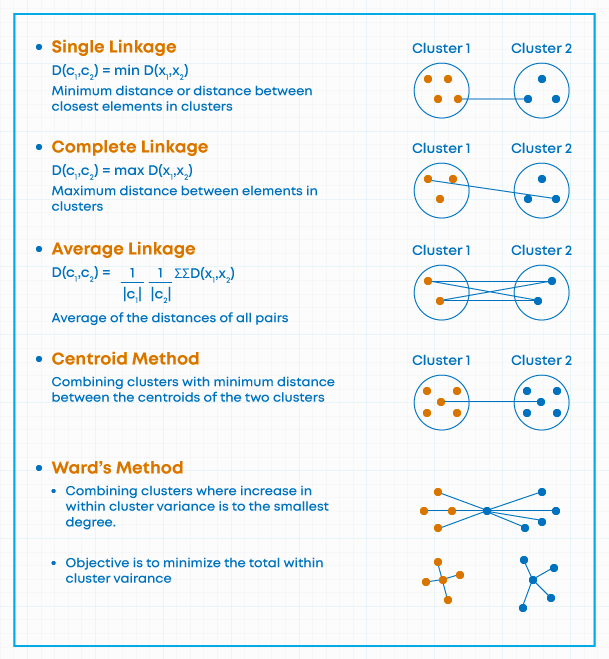 Single Linkage
D(c₁,c₂) = min D(x₁,x₂)
Minimum distance or distance between
closest elements in clusters
Cluster 1
Cluster 2
Complete Linkage
D(c₁,c₂) = max D(x₁,x₂)
Maximum distance between elements in
clusters
Cluster 1
Cluster 2
Average Linkage
D(c₁,c₂) = 1/|c₁| 1/|c₂| ΣΣD(x₁,x₂)
Average of the distances of all pairs
Cluster 1
Cluster 2
Centroid Method
Combining clusters with minimum distance
between the centroids of the two clusters
Cluster 1
Cluster 2
Ward's Method
Combining clusters where increase in
within cluster variance is to the smallest
degree.
Objective is to minimize the total within
cluster vairance